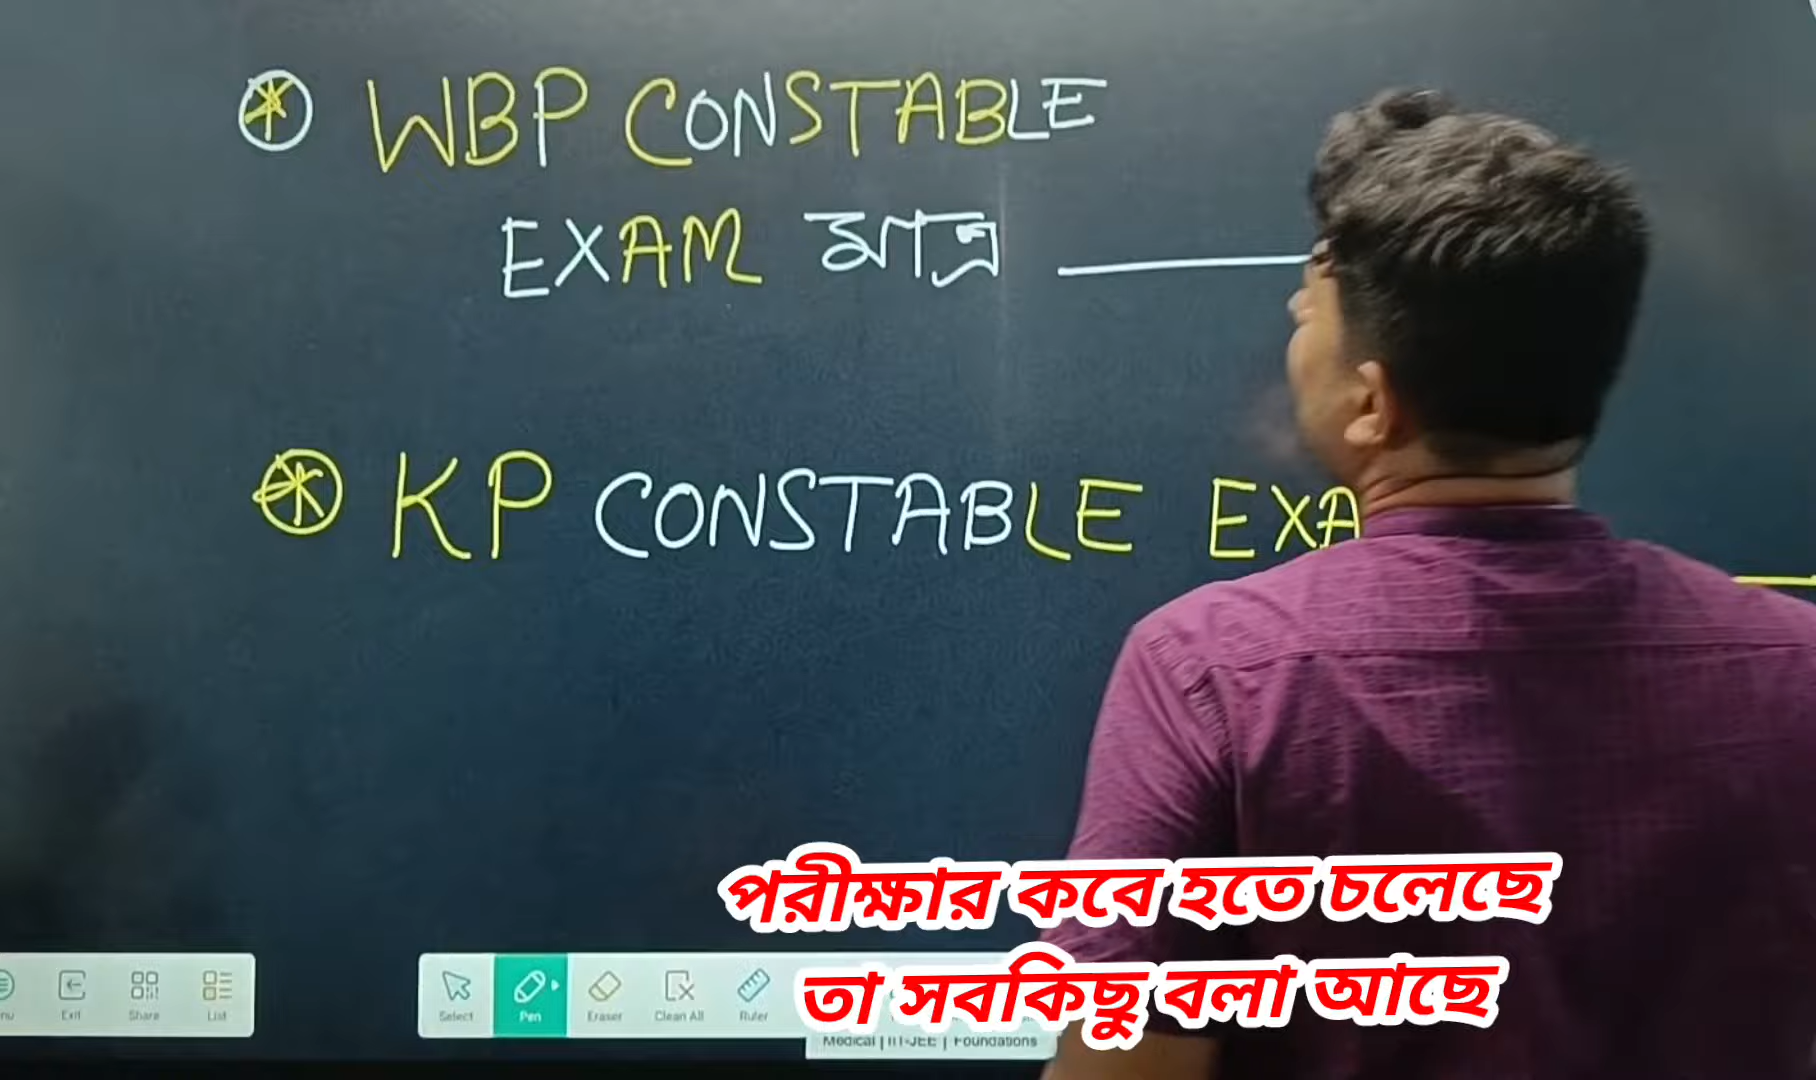 WBP CONSTABLE
EXAM মাত্র
KP CONSTABLE EXA
পরীক্ষার কবে হতে চলেছে
তা সবকিছু বলা আছে
nu Exit Share List
Select Pen Eraser Clean All Ruler
Medical | IIT-JEE | Foundations